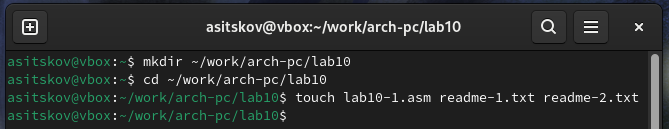 asitskov@vbox:~/work/arch-pc/lab10
asitskov@vbox:~$ mkdir ~/work/arch-pc/lab10
asitskov@vbox:~$ cd ~/work/arch-pc/lab10
asitskov@vbox:~/work/arch-pc/lab10$ touch lab10-1.asm readme-1.txt readme-2.txt
asitskov@vbox:~/work/arch-pc/lab10$